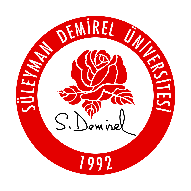 SÜLEYMAN DEMİREL ÜNİVERSİTESİ
S. Demirel
1992